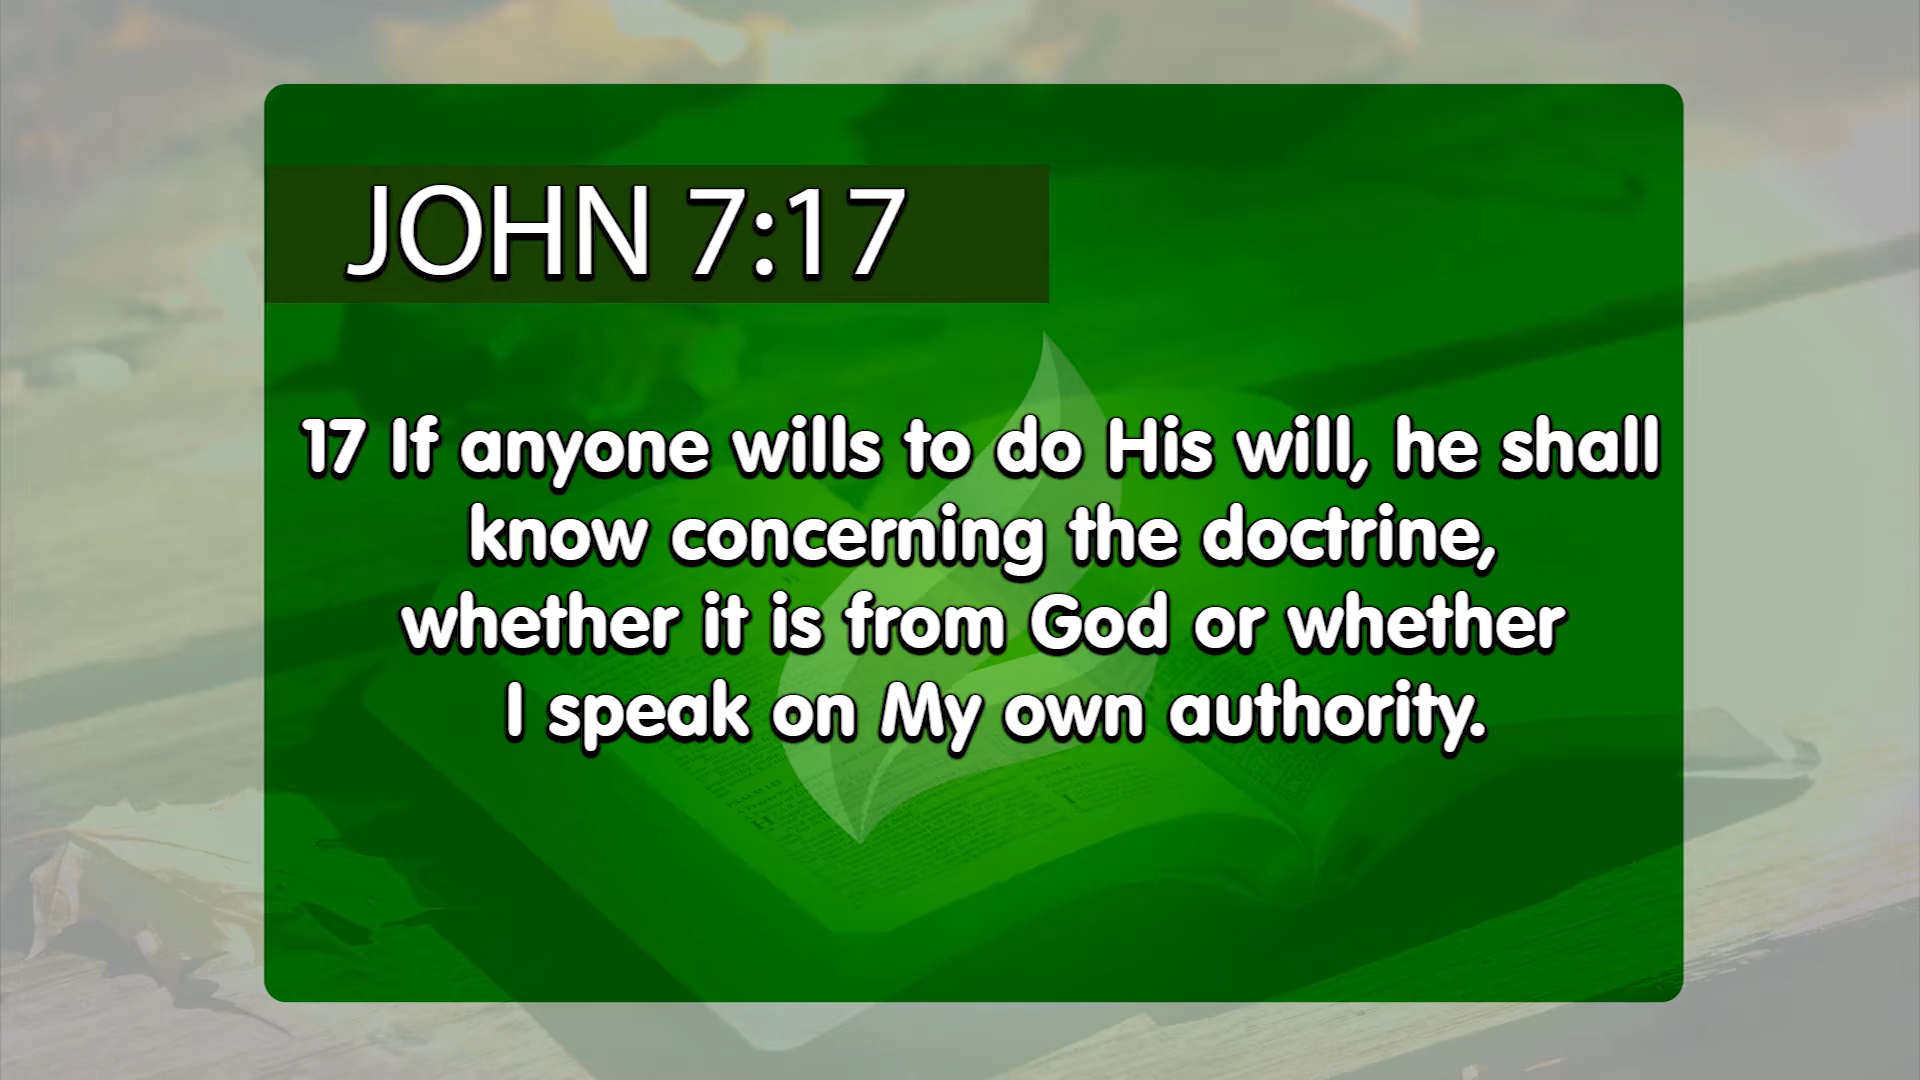 JOHN 7:17
17 If anyone wills to do His will, he shall
know concerning the doctrine,
whether it is from God or whether
I speak on My own authority.